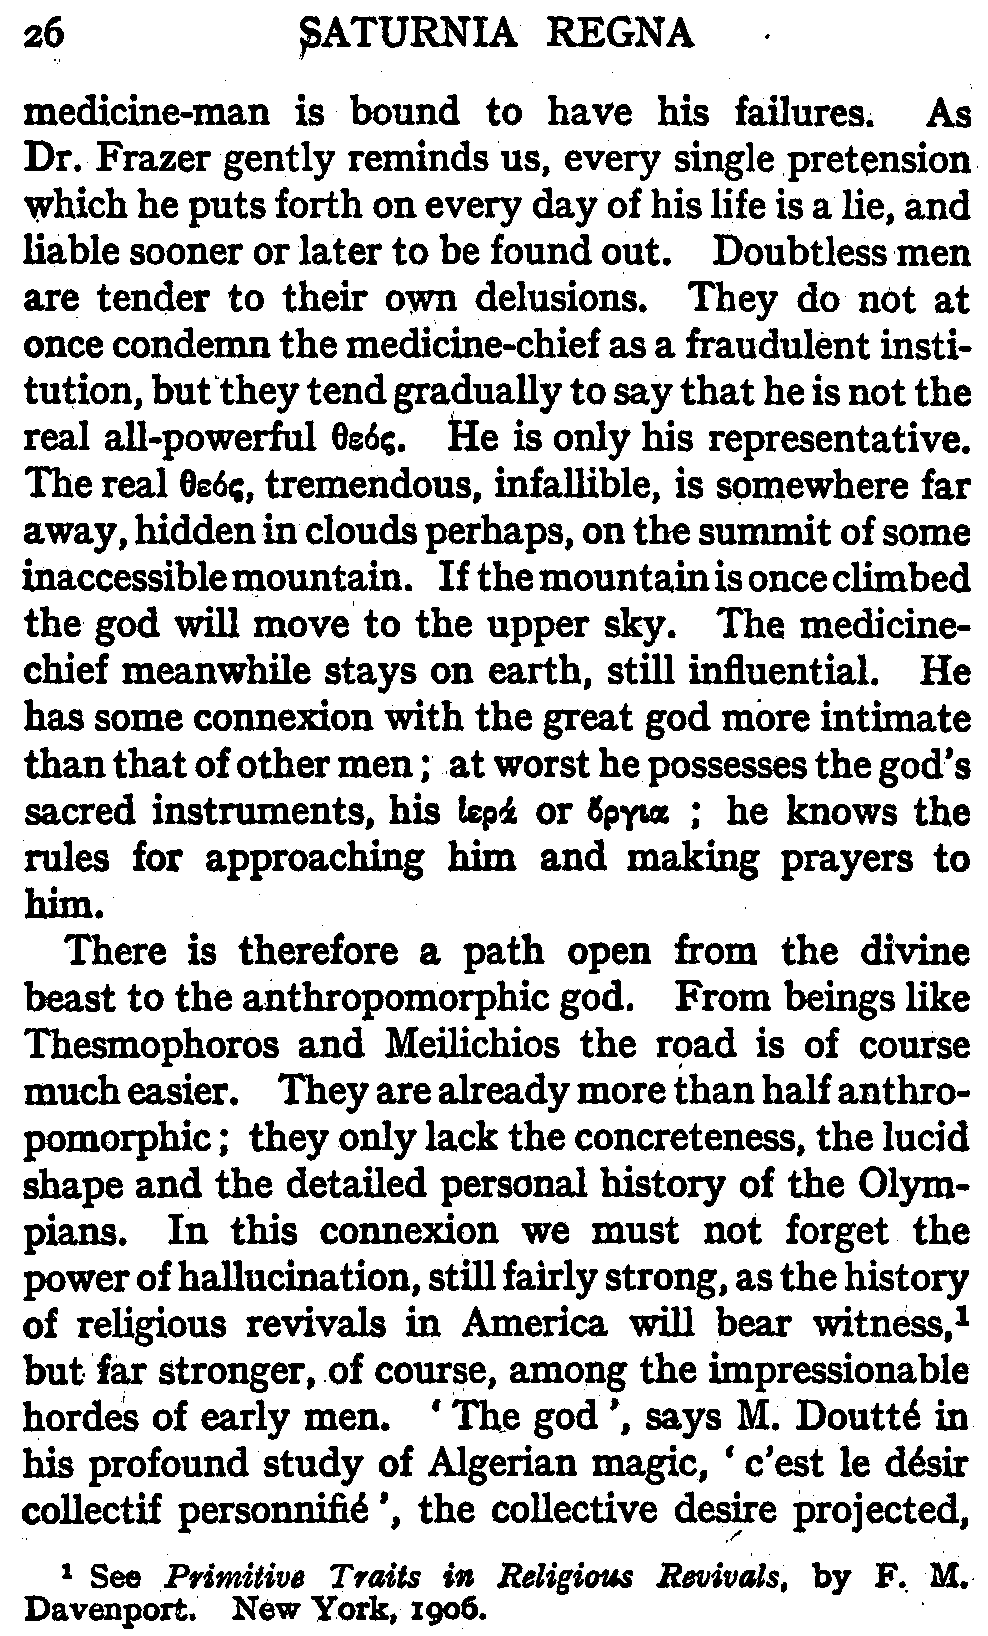 26 SATURNIA REGNA
medicine-man is bound to have his failures. As
Dr. Frazer gently reminds us, every single pretension
which he puts forth on every day of his life is a lie, and
liable sooner or later to be found out. Doubtless men
are tender to their own delusions. They do not at
once condemn the medicine-chief as a fraudulent insti-
tution, but they tend gradually to say that he is not the
real all-powerful θεός. He is only his representative.
The real θεός, tremendous, infallible, is somewhere far
away, hidden in clouds perhaps, on the summit of some
inaccessible mountain. If the mountain is once climbed
the god will move to the upper sky. The medicine-
chief meanwhile stays on earth, still influential. He
has some connexion with the great god more intimate
than that of other men; at worst he possesses the god's
sacred instruments, his ἱερά or ὄργια ; he knows the
rules for approaching him and making prayers to
him.
There is therefore a path open from the divine
beast to the anthropomorphic god. From beings like
Thesmophoros and Meilichios the road is of course
much easier. They are already more than half anthro-
pomorphic; they only lack the concreteness, the lucid
shape and the detailed personal history of the Olym-
pians. In this connexion we must not forget the
power of hallucination, still fairly strong, as the history
of religious revivals in America will bear witness,¹
but far stronger, of course, among the impressionable
hordes of early men. ‘ The god ’, says M. Doutté in
his profound study of Algerian magic, ‘ c'est le désir
collectif personnifié ’, the collective desire projected,
¹ See Primitive Traits in Religious Revivals, by F. M.
Davenport. New York, 1906.